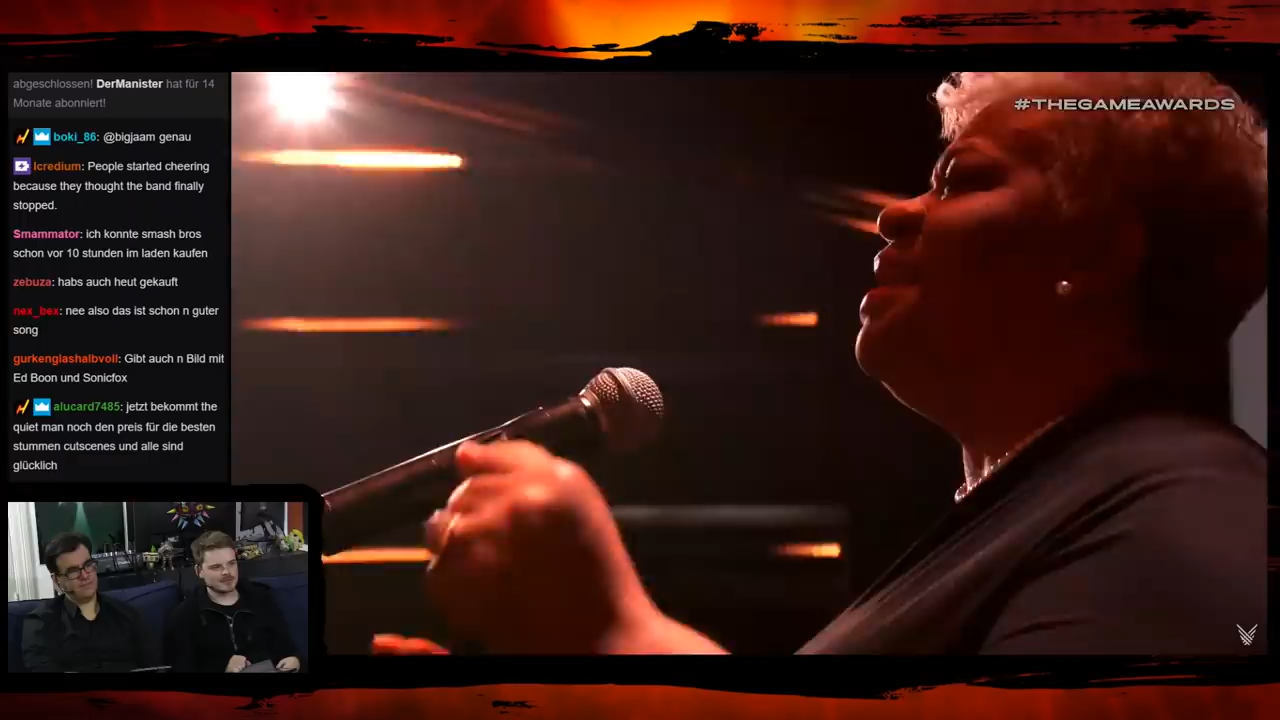 abgeschlossen! DerManister hat für 14
Monate abonniert!
boki_86: @bigjaam genau
Icredium: People started cheering
because they thought the band finally
stopped.
Smammator: ich konnte smash bros
schon vor 10 stunden im laden kaufen
zebuza: habs auch heut gekauft
nex_bex: nee also das ist schon n guter
song
gurkenglashalbvoll: Gibt auch n Bild mit
Ed Boon und Sonicfox
alucard7485: jetzt bekommt the
quiet man noch den preis für die besten
stummen cutscenes und alle sind
glücklich
#THEGAMEAWARDS